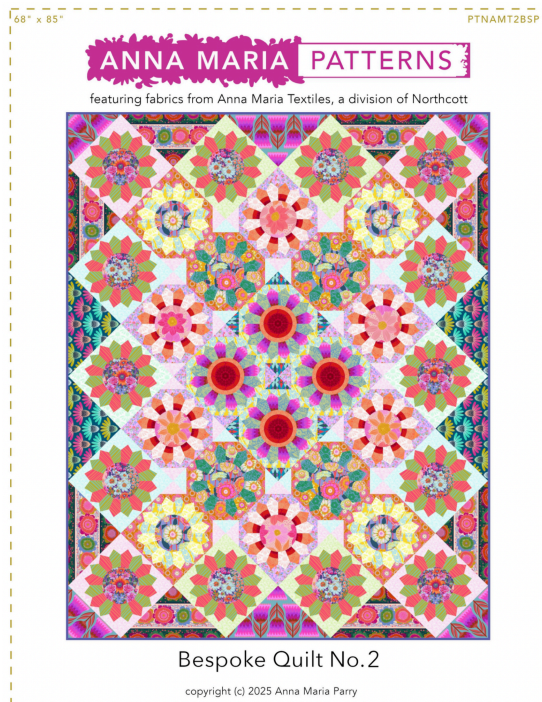 68" x 85"
PTNAMT2BSP
ANNA MARIA PATTERNS
featuring fabrics from Anna Maria Textiles, a division of Northcott
Bespoke Quilt No.2
copyright (c) 2025 Anna Maria Parry